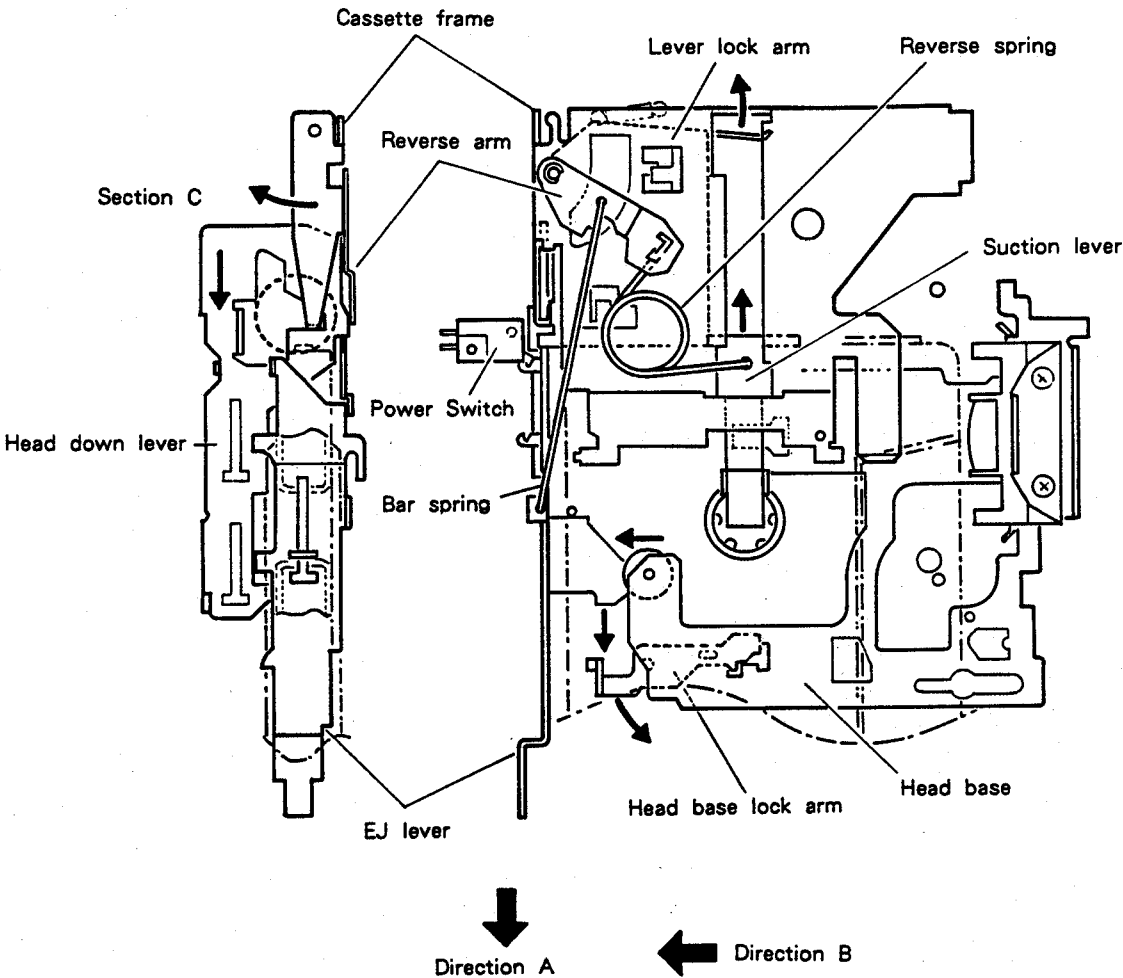 Cassette frame
Lever lock arm
Reverse spring
Reverse arm
Section C
Suction lever
Power Switch
Head down lever
Bar spring
Head base
Head base lock arm
EJ lever
Direction A
Direction B